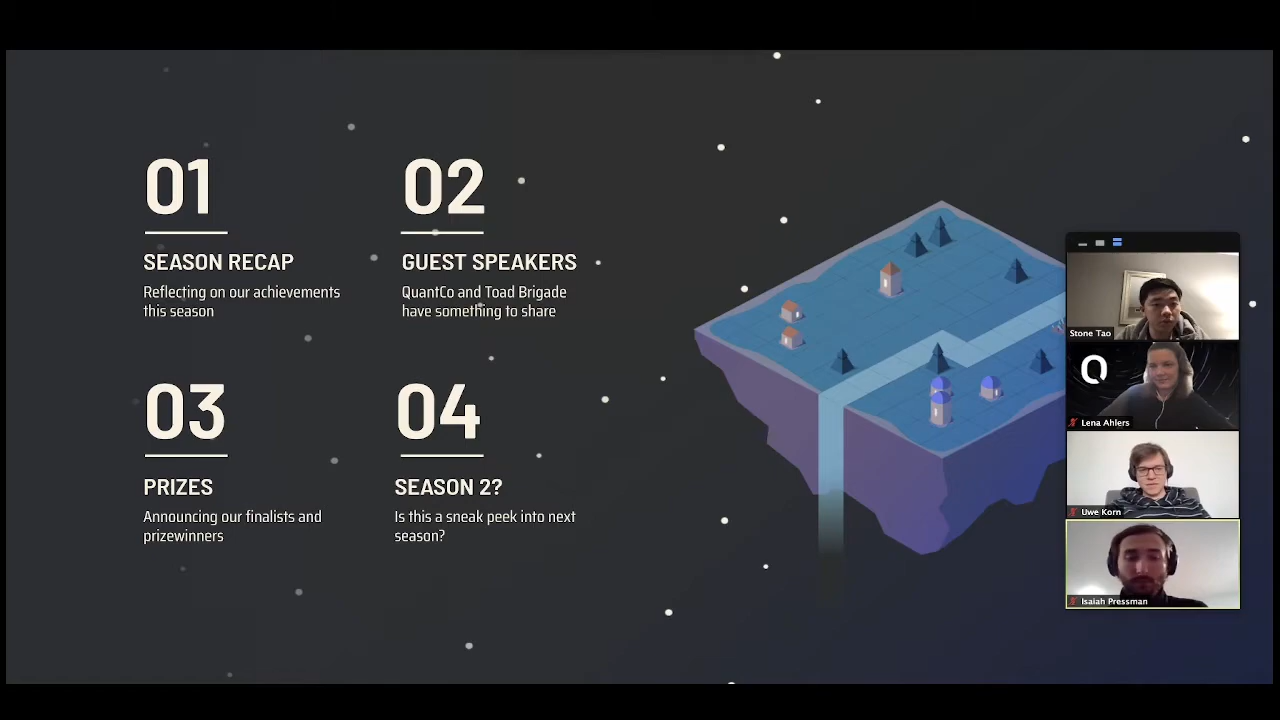 01
SEASON RECAP
Reflecting on our achievements
this season
02
GUEST SPEAKERS
QuantCo and Toad Brigade
have something to share
03
PRIZES
Announcing our finalists and
prizewinners
04
SEASON 2?
Is this a sneak peek into next
season?
Stone Tao
Lena Ahlers
Uwe Korn
Isaiah Pressman